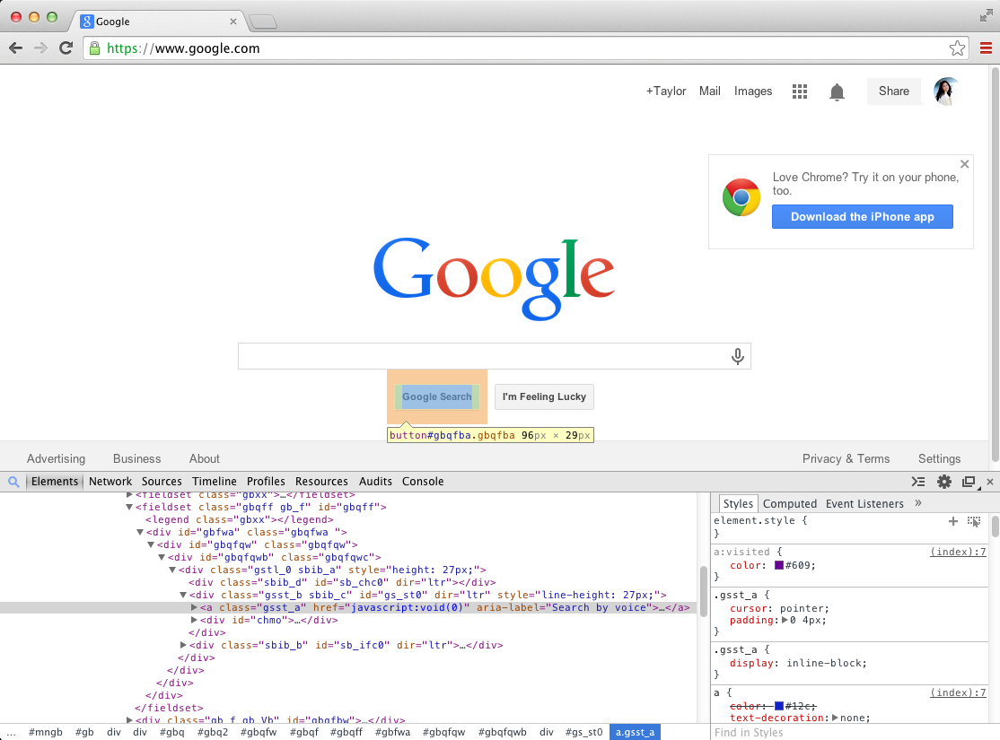 Google
https://www.google.com
+Taylor Mail Images Share
Love Chrome? Try it on your phone,
too.
Download the iPhone app
Google
Google Search I'm Feeling Lucky
button#gbqfba.gbqfba 96px × 29px
Advertising Business About Privacy & Terms Settings
Elements Network Sources Timeline Profiles Resources Audits Console
<fieldset class="gbxx">…</fieldset>
<fieldset class="gbqff gb_f" id="gbqff">
<legend class="gbxx"></legend>
<div id="gbfwa" class="gbqfwa ">
<div id="gbqfqw" class="gbqfqw">
<div id="gbqfqwb" class="gbqfqwc">
<div class="gstl_0 sbib_a" style="height: 27px;">
<div class="sbib_d" id="sb_chc0" dir="ltr"></div>
<div class="gsst_b sbib_c" id="gs_st0" dir="ltr" style="line-height: 27px;">
<a class="gsst_a" href="javascript:void(0)" aria-label="Search by voice">…</a>
<div id="chmo">…</div>
</div>
<div class="sbib_b" id="sb_ifc0" dir="ltr">…</div>
</div>
</div>
</div>
</div>
</fieldset>
<div class="gb_f gb_Vb" id="gbqfbw">…</div>
… #mngb #gb div div #gbq #gbq2 #gbqfw #gbqf #gbqff #gbfwa #gbqfqw #gbqfqwb div #gs_st0 a.gsst_a
Styles Computed Event Listeners »
element.style {
}
a:visited { (index):7
color: #609;
}
.gsst_a {
cursor: pointer;
padding: 0 4px;
}
.gsst_a {
display: inline-block;
}
a { (index):7
color: #12c;
text-decoration: none;
Find in Styles